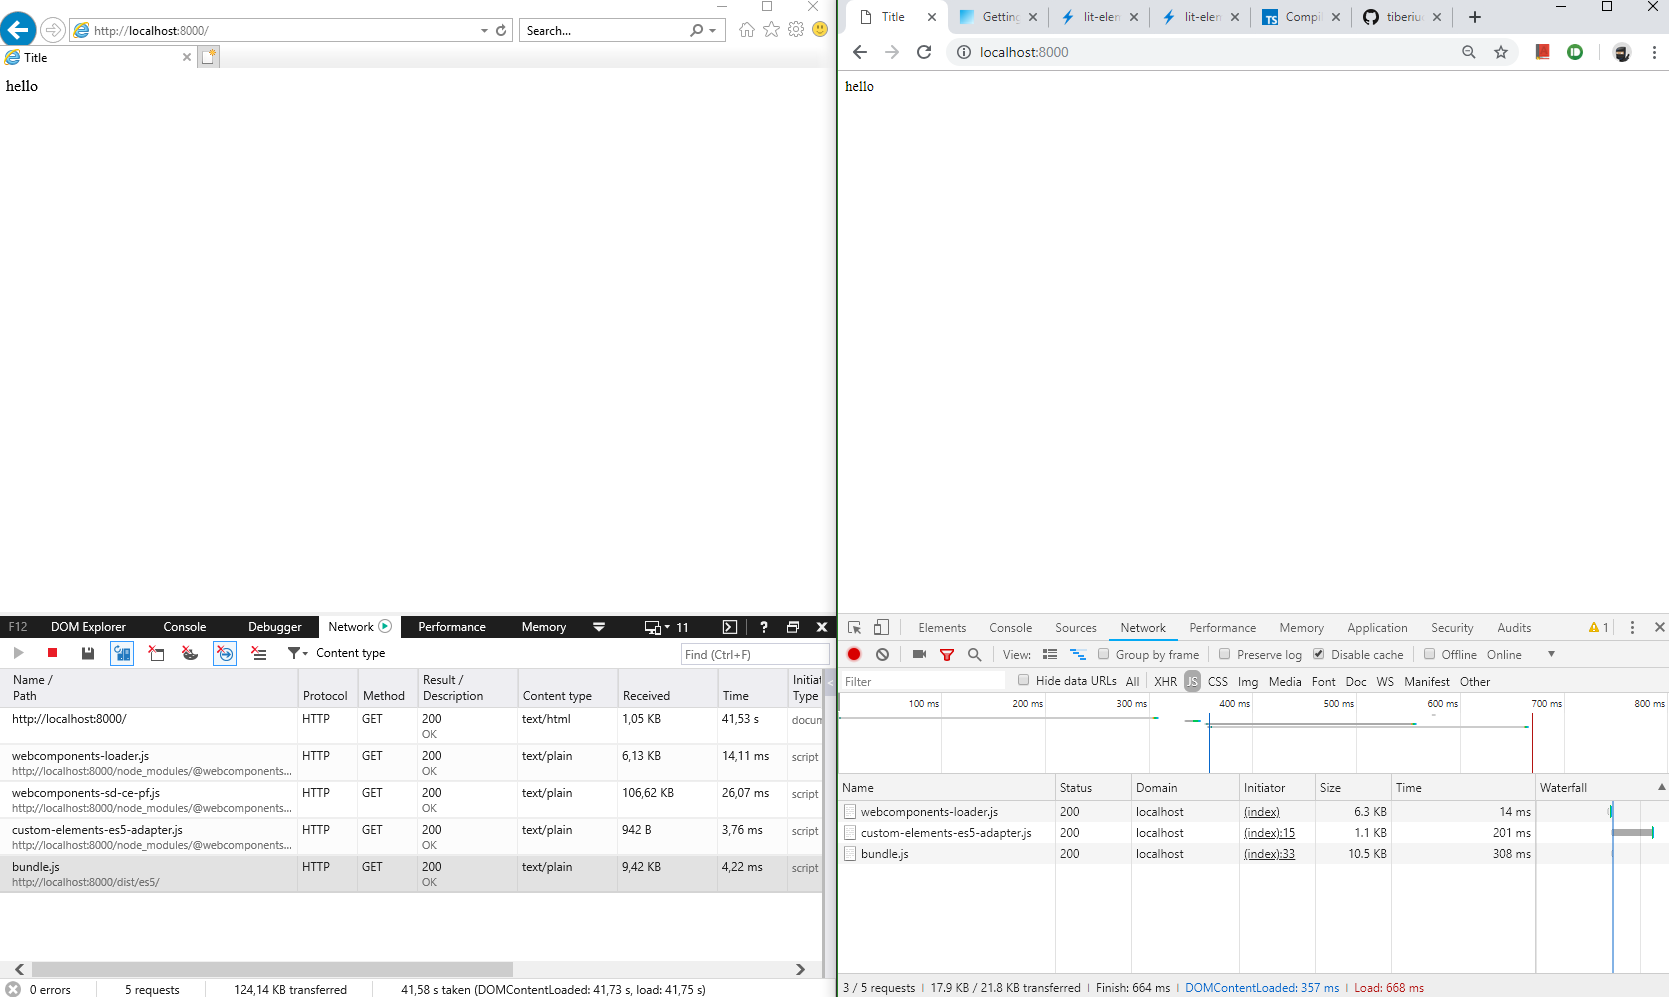 http://localhost:8000/
Search...
Title
hello
F12 DOM Explorer Console Debugger Network Performance Memory 11 ?
Content type
Find (Ctrl+F)
Name / Path Protocol Method Result / Description Content type Received Time Initiat Type
http://localhost:8000/ HTTP GET 200 OK text/html 1,05 KB 41,53 s docum
webcomponents-loader.js HTTP GET 200 text/plain 6,13 KB 14,11 ms script
http://localhost:8000/node_modules/@webcomponents... OK
webcomponents-sd-ce-pf.js HTTP GET 200 text/plain 106,62 KB 26,07 ms script
http://localhost:8000/node_modules/@webcomponents... OK
custom-elements-es5-adapter.js HTTP GET 200 text/plain 942 B 3,76 ms script
http://localhost:8000/node_modules/@webcomponents... OK
bundle.js HTTP GET 200 text/plain 9,42 KB 4,22 ms script
http://localhost:8000/dist/es5/ OK
0 errors 5 requests 124,14 KB transferred 41,58 s taken (DOMContentLoaded: 41,73 s, load: 41,75 s)
Title Getting lit-elen lit-elen TS Compil tiberiu
localhost:8000
hello
Elements Console Sources Network Performance Memory Application Security Audits 1
View: Group by frame Preserve log Disable cache Offline Online
Filter Hide data URLs All XHR JS CSS Img Media Font Doc WS Manifest Other
100 ms 200 ms 300 ms 400 ms 500 ms 600 ms 700 ms 800 ms
Name Status Domain Initiator Size Time Waterfall
webcomponents-loader.js 200 localhost (index) 6.3 KB 14 ms
custom-elements-es5-adapter.js 200 localhost (index):15 1.1 KB 201 ms
bundle.js 200 localhost (index):33 10.5 KB 308 ms
3 / 5 requests 17.9 KB / 21.8 KB transferred Finish: 664 ms DOMContentLoaded: 357 ms Load: 668 ms